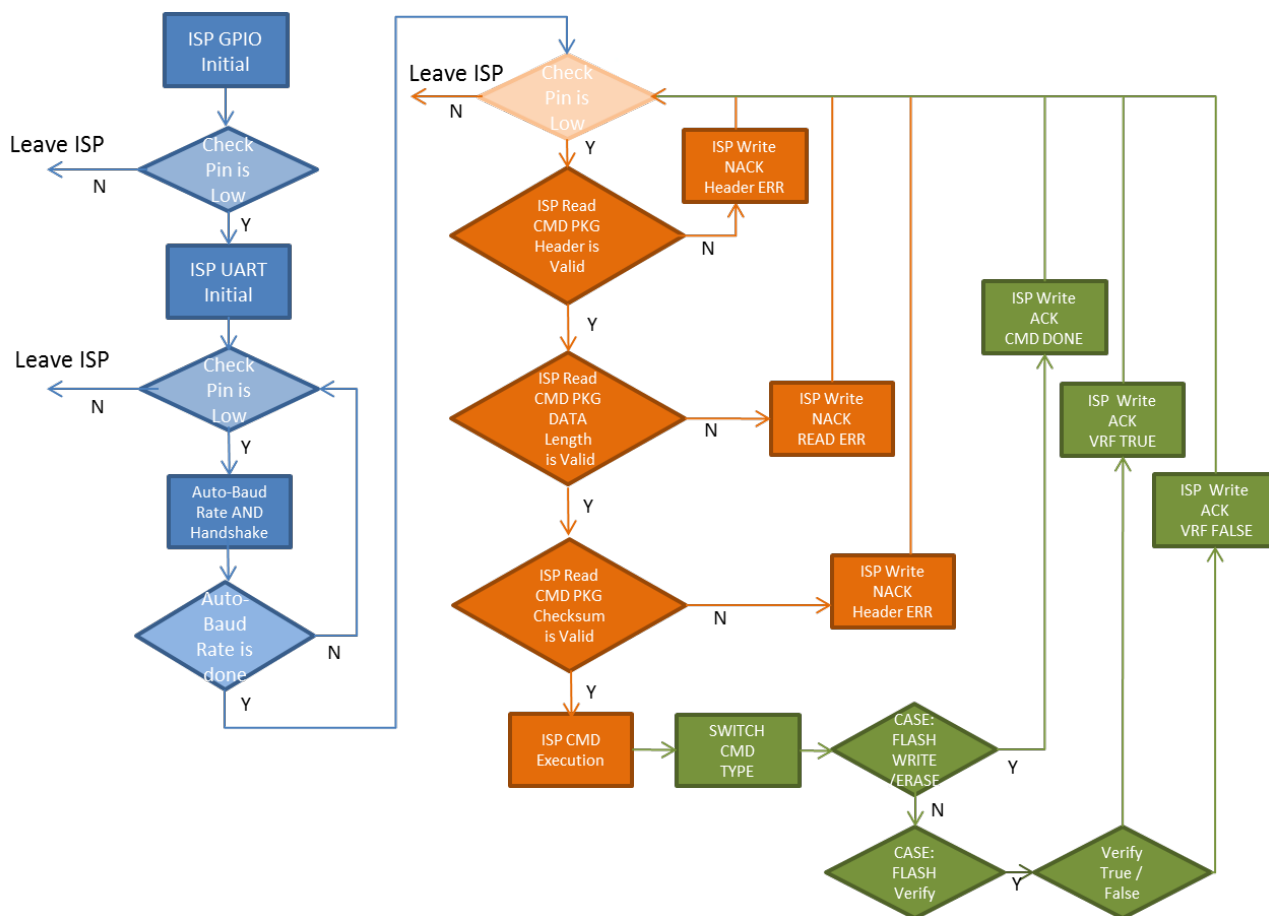 ISP GPIO
Initial
Leave ISP
Check
Pin is
Low
N
Y
ISP UART
Initial
Leave ISP
Check
Pin is
Low
N
Y
Auto-Baud
Rate AND
Handshake
Auto-
Baud
Rate is
done
N
Y
Leave ISP
Check
Pin is
Low
N
Y
ISP Write
NACK
Header ERR
ISP Read
CMD PKG
Header is
Valid
N
Y
ISP Read
CMD PKG
DATA
Length
is Valid
N
ISP Write
NACK
READ ERR
Y
ISP Read
CMD PKG
Checksum
is Valid
N
ISP Write
NACK
Header ERR
Y
ISP CMD
Execution
SWITCH
CMD
TYPE
CASE:
FLASH
WRITE
/ERASE
Y
N
ISP Write
ACK
CMD DONE
CASE:
FLASH
Verify
Y
Verify
True /
False
ISP Write
ACK
VRF TRUE
ISP Write
ACK
VRF FALSE